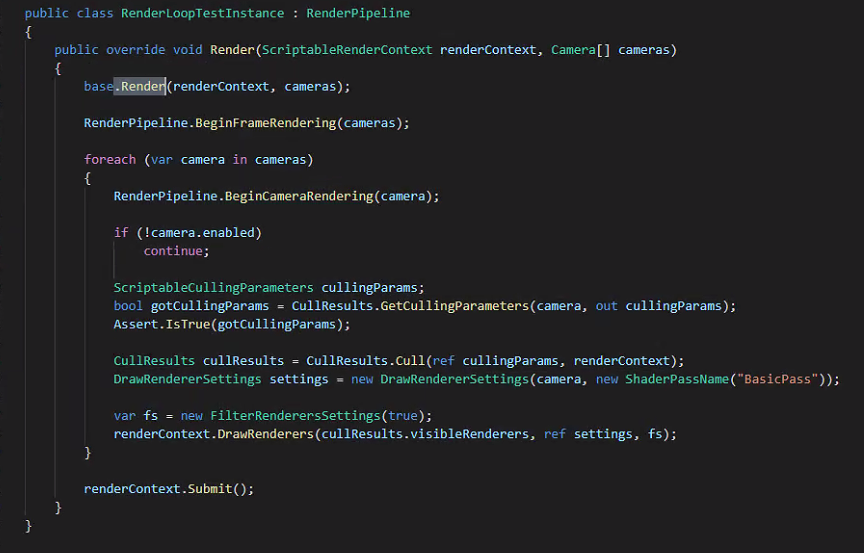 public class RenderLoopTestInstance : RenderPipeline
{
public override void Render(ScriptableRenderContext renderContext, Camera[] cameras)
{
base.Render(renderContext, cameras);
RenderPipeline.BeginFrameRendering(cameras);
foreach (var camera in cameras)
{
RenderPipeline.BeginCameraRendering(camera);
if (!camera.enabled)
continue;
ScriptableCullingParameters cullingParams;
bool gotCullingParams = CullResults.GetCullingParameters(camera, out cullingParams);
Assert.IsTrue(gotCullingParams);
CullResults cullResults = CullResults.Cull(ref cullingParams, renderContext);
DrawRendererSettings settings = new DrawRendererSettings(camera, new ShaderPassName("BasicPass"));
var fs = new FilterRenderersSettings(true);
renderContext.DrawRenderers(cullResults.visibleRenderers, ref settings, fs);
}
renderContext.Submit();
}
}